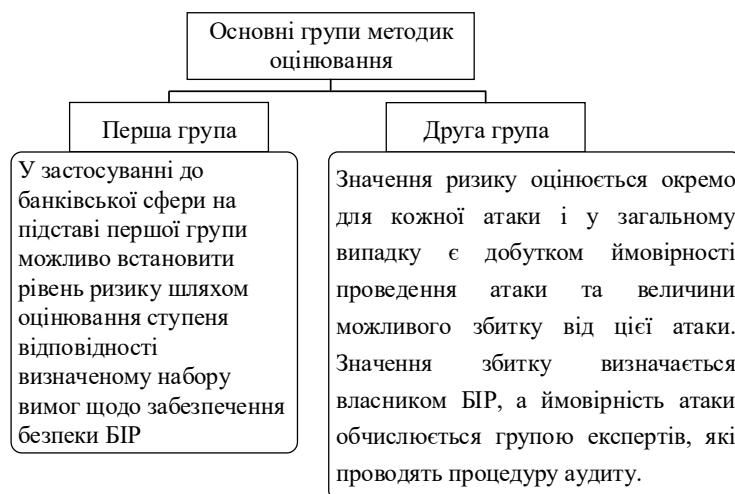 Основні групи методик
оцінювання
Перша група
Друга група
У застосуванні до
банківської сфери на
підставі першої групи
можливо встановити
рівень ризику шляхом
оцінювання ступеня
відповідності
визначеному набору
вимог щодо забезпечення
безпеки БІР
Значення ризику оцінюється окремо
для кожної атаки і у загальному
випадку є добутком ймовірності
проведення атаки та величини
можливого збитку від цієї атаки.
Значення збитку визначається
власником БІР, а ймовірність атаки
обчислюється групою експертів, які
проводять процедуру аудиту.